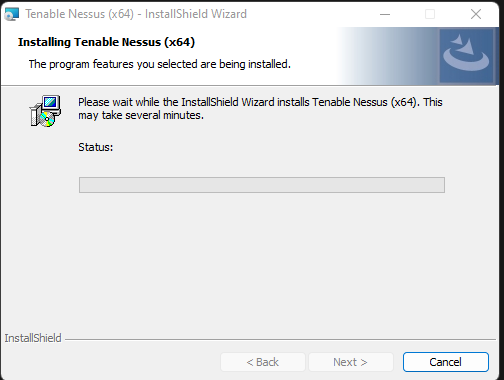 Tenable Nessus (x64) - InstallShield Wizard
Installing Tenable Nessus (x64)
The program features you selected are being installed.
Please wait while the InstallShield Wizard installs Tenable Nessus (x64). This
may take several minutes.
Status:
InstallShield
< Back
Next >
Cancel